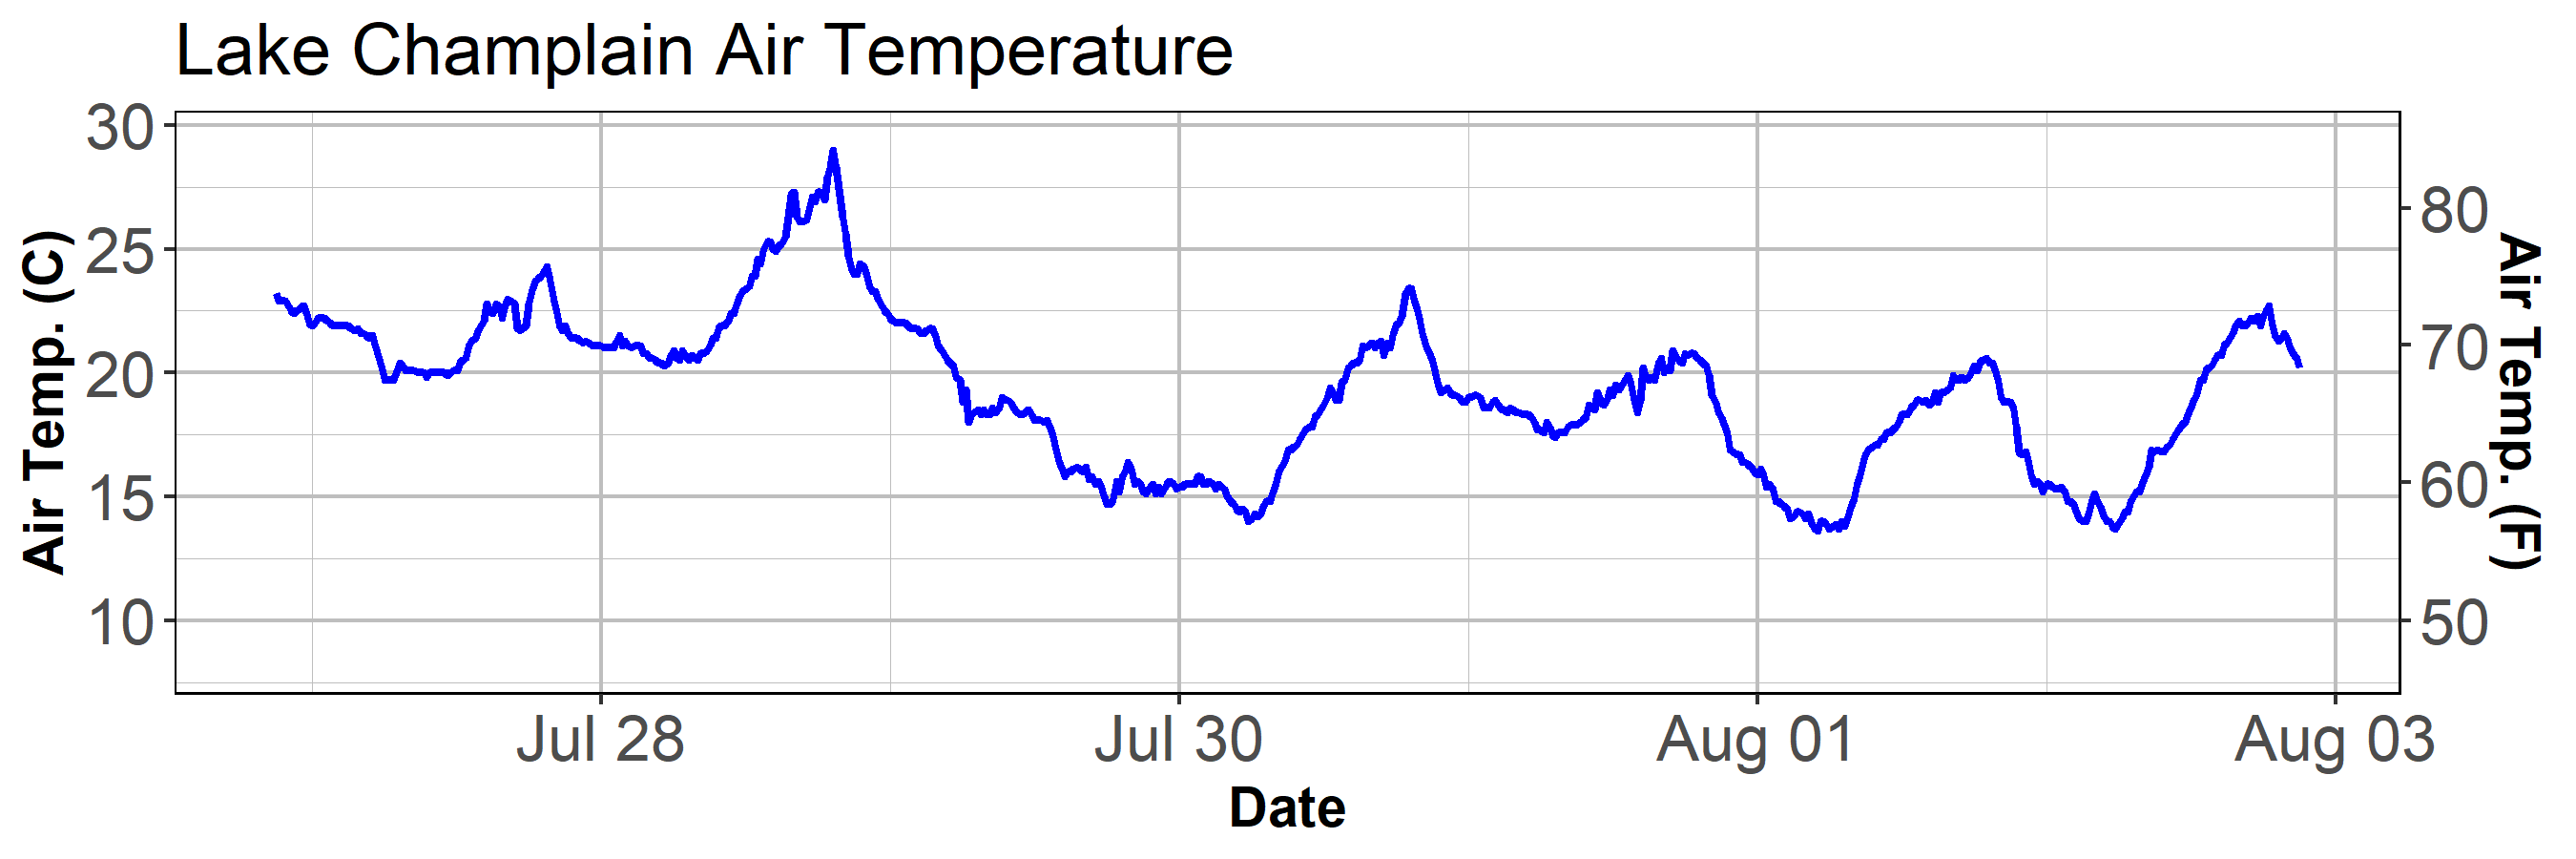 Lake Champlain Air Temperature
30
25
20
15
10
Air Temp. (C)
80
70
60
50
Air Temp. (F)
Jul 28
Jul 30
Aug 01
Aug 03
Date